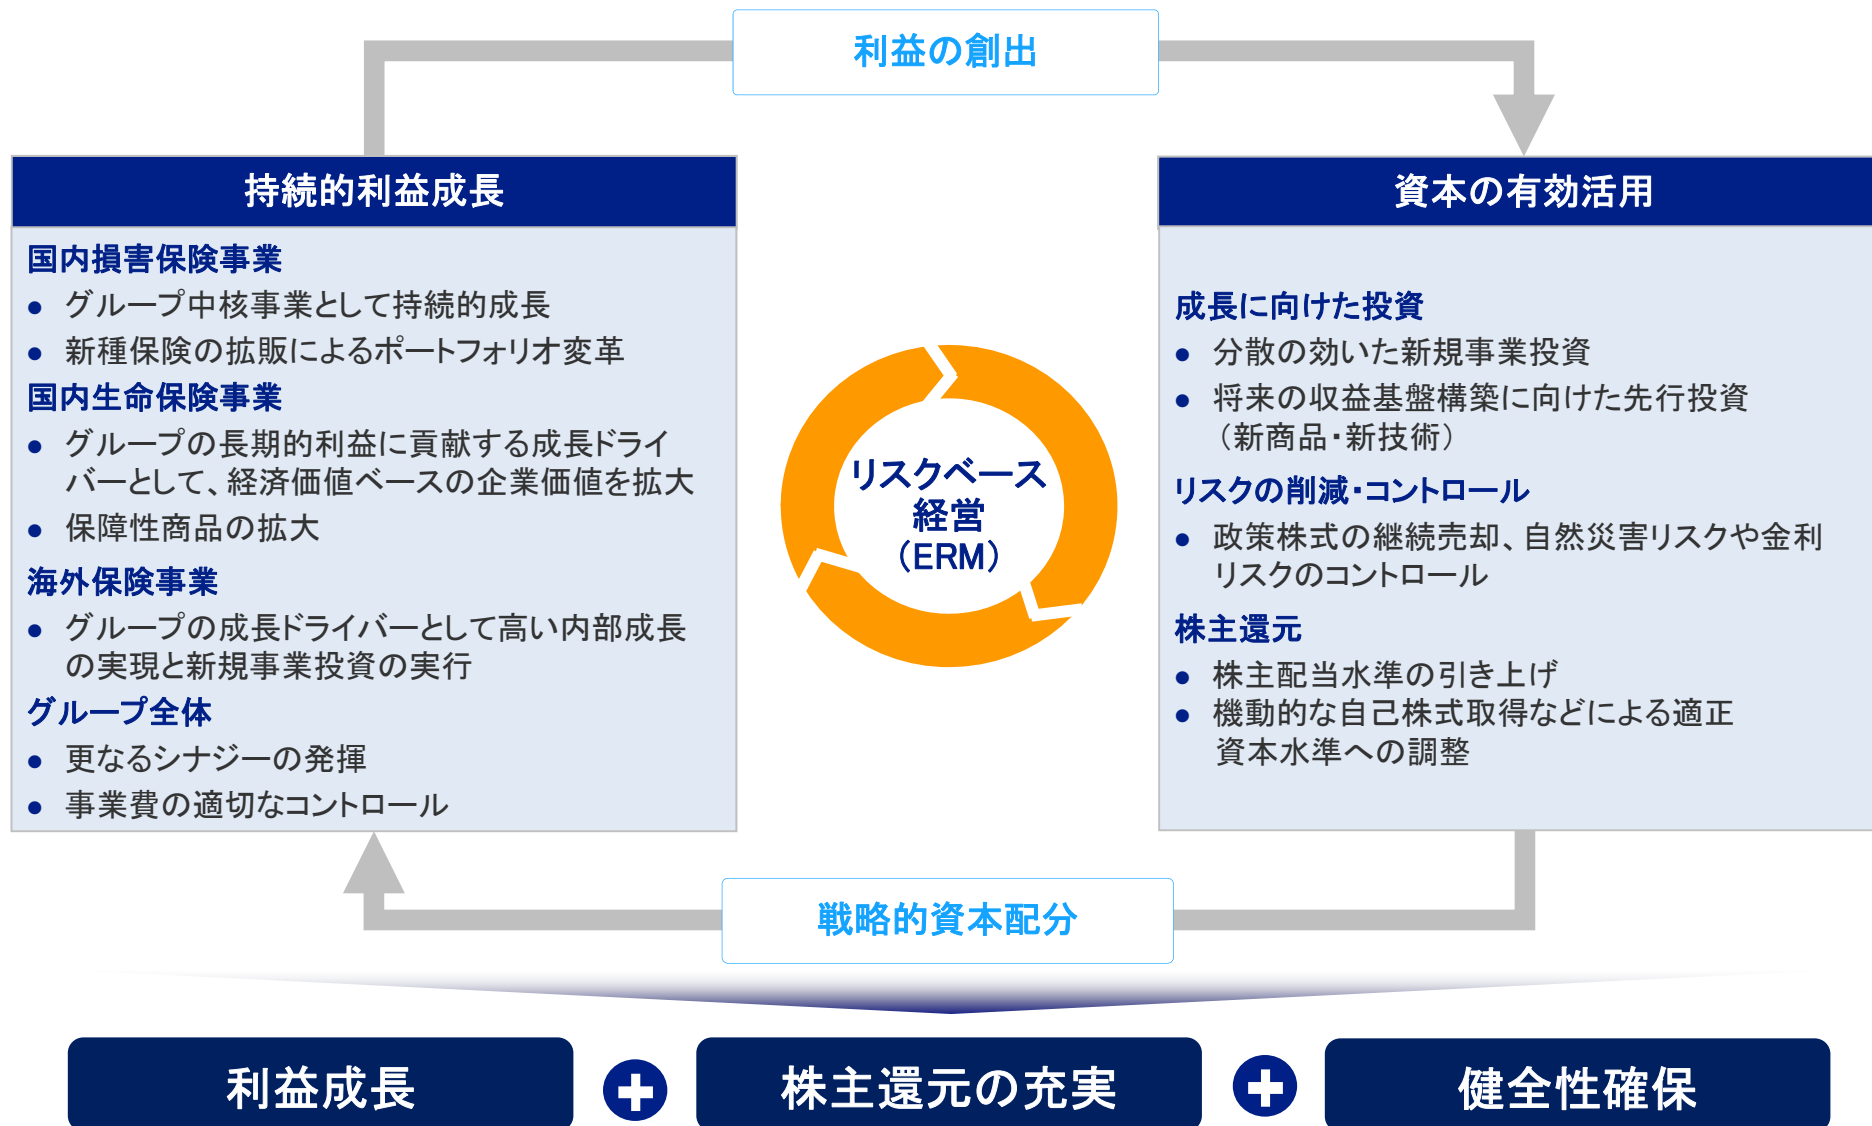 利益の創出
持続的利益成長
国内損害保険事業
● グループ中核事業として持続的成長
● 新種保険の拡販によるポートフォリオ変革
国内生命保険事業
● グループの長期的利益に貢献する成長ドライ
バーとして、経済価値ベースの企業価値を拡大
● 保障性商品の拡大
海外保険事業
● グループの成長ドライバーとして高い内部成長
の実現と新規事業投資の実行
グループ全体
● 更なるシナジーの発揮
● 事業費の適切なコントロール
リスクベース
経営
（ERM）
資本の有効活用
成長に向けた投資
● 分散の効いた新規事業投資
● 将来の収益基盤構築に向けた先行投資
（新商品・新技術）
リスクの削減・コントロール
● 政策株式の継続売却、自然災害リスクや金利
リスクのコントロール
株主還元
● 株主配当水準の引き上げ
● 機動的な自己株式取得などによる適正
資本水準への調整
戦略的資本配分
利益成長 + 株主還元の充実 + 健全性確保